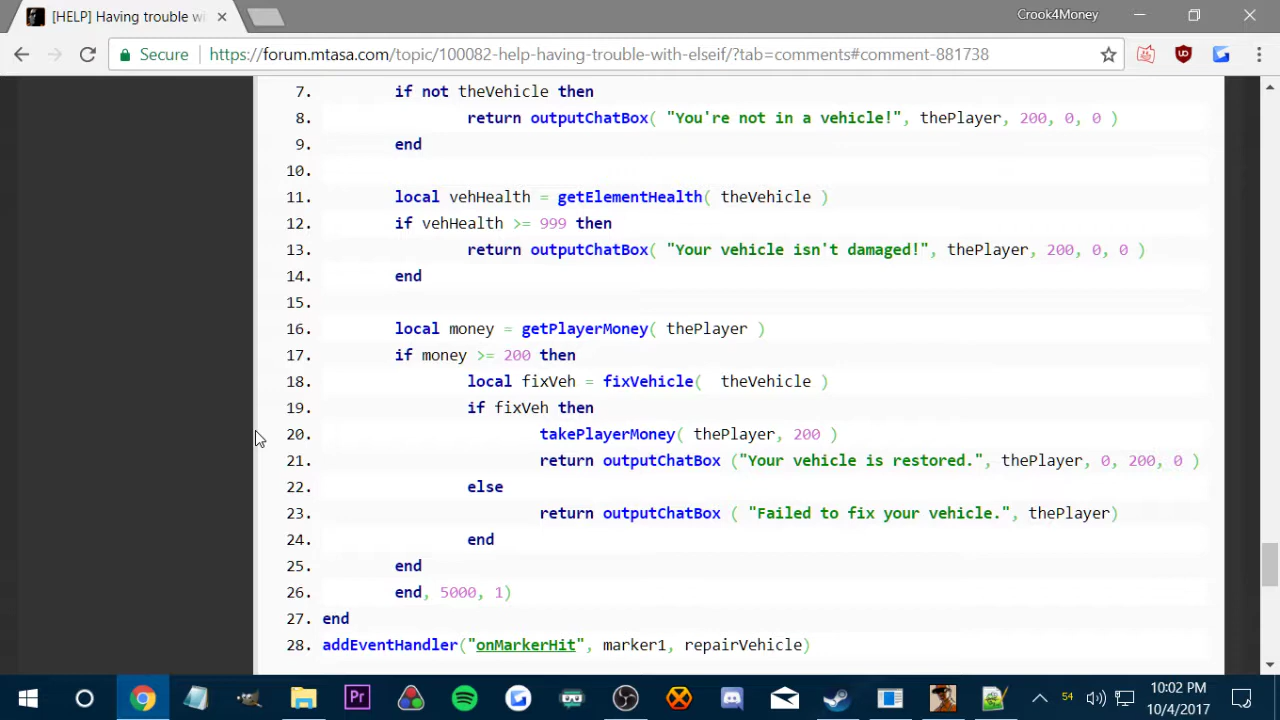 [HELP] Having trouble wi
Crook4Money
Secure https://forum.mtasa.com/topic/100082-help-having-trouble-with-elseif/?tab=comments#comment-881738
7. if not theVehicle then
8. return outputChatBox( "You're not in a vehicle!", thePlayer, 200, 0, 0 )
9. end
10.
11. local vehHealth = getElementHealth( theVehicle )
12. if vehHealth >= 999 then
13. return outputChatBox( "Your vehicle isn't damaged!", thePlayer, 200, 0, 0 )
14. end
15.
16. local money = getPlayerMoney( thePlayer )
17. if money >= 200 then
18. local fixVeh = fixVehicle(  theVehicle )
19. if fixVeh then
20. takePlayerMoney( thePlayer, 200 )
21. return outputChatBox ("Your vehicle is restored.", thePlayer, 0, 200, 0 )
22. else
23. return outputChatBox ( "Failed to fix your vehicle.", thePlayer)
24. end
25. end
26. end, 5000, 1)
27. end
28. addEventHandler("onMarkerHit", marker1, repairVehicle)
Pr
54
10:02 PM
10/4/2017